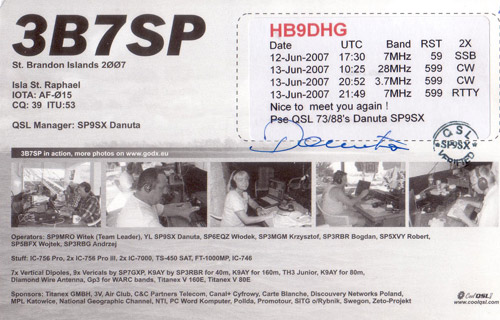 3B7SP
St. Brandon Islands 2007
Isla St. Raphael
IOTA: AF-Ø15
CQ: 39 ITU:53
QSL Manager: SP9SX Danuta
HB9DHG
Date UTC Band RST 2X
12-Jun-2007 17:30 7MHz 59 SSB
13-Jun-2007 10:25 28MHz 599 CW
13-Jun-2007 20:52 3.7MHz 599 CW
13-Jun-2007 21:49 7MHz 599 RTTY
Nice to meet you again !
Pse QSL 73/88's Danuta SP9SX
Danuta
QSL
SP9SX
VERIFIED
3B7SP in action, more photos on www.godx.eu
Operators: SP9MRO Witek (Team Leader), YL SP9SX Danuta, SP6EQZ Włodek, SP3MGM Krzysztof, SP3RBR Bogdan, SP5XVY Robert,
SP5BFX Wojtek, SP3RBG Andrzej
Stuff: IC-756 Pro, 2x IC-756 Pro III. 2x IC-7000, TS-450 SAT, FT-1000MP, IC-746
7x Vertical Dipoles, 9x Vericals by SP7GXP, K9AY by SP3RBR for 40m, K9AY for 160m, TH3 Junior, K9AY for 80m,
Diamond Wire Antenna, Gp3 for WARC bands, Titanex V 160E, Titanex V 80E
Sponsors: Titanex GMBH, 3V, Air Club, C&C Partners Telecom, Canal+ Cyfrowy, Carte Blanche, Discouvery Networks Poland,
MPL Katowice, National Geographic Channel, NTL PC Word Komputer, Pollda, Promotour, SITG o/Rybnik, Swegon, Zeto-Projekt
Cool QSL!
www.coolqsl.com